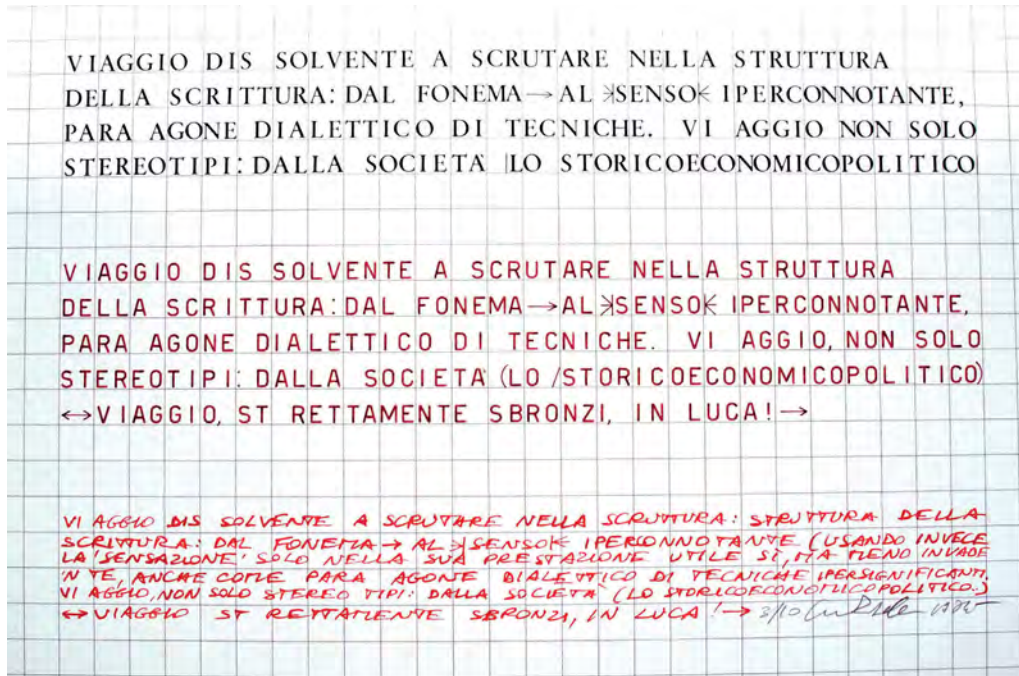 VIAGGIO DIS SOLVENTE A SCRUTARE NELLA STRUTTURA
DELLA SCRITTURA: DAL FONEMA→AL ⋊SENSO⋉ IPERCONNOTANTE,
PARA AGONE DIALETTICO DI TECNICHE. VI AGGIO NON SOLO
STEREOTIPI: DALLA SOCIETA' |LO STORICOECONOMICOPOLITICO
VIAGGIO DIS SOLVENTE A SCRUTARE NELLA STRUTTURA
DELLA SCRITTURA: DAL FONEMA→AL ⋊SENSO⋉ IPERCONNOTANTE,
PARA AGONE DIALETTICO DI TECNICHE. VI AGGIO, NON SOLO
STEREOTIPI: DALLA SOCIETA' (LO /STORICOECONOMICOPOLITICO)
↔VIAGGIO, ST RETTAMENTE SBRONZI, IN LUCA!→
VI AGGIO DIS SOLVENTE A SCRUTARE NELLA SCRUTTURA: STRUTTURA DELLA
SCRITTURA: DAL FONEMA→ AL ⋊SENSO⋉ IPERCONNOTANTE (USANDO INVECE
LA 'SENSAZIONE' SOLO NELLA SUA PRESTAZIONE UTILE SÌ, MA MENO INVADE
'N TE, ANCHE COME PARA AGONE DIALETTICO DI TECNICHE IPERSIGNIFICANTI.
VI AGGIO, NON SOLO STEREO TIPI: DALLA SOCIETA' (LO STORICOECONOMICOPOLITICO.)
↔VIAGGIO ST RETTAMENTE SBRONZI, IN LUCA!→ 3/10